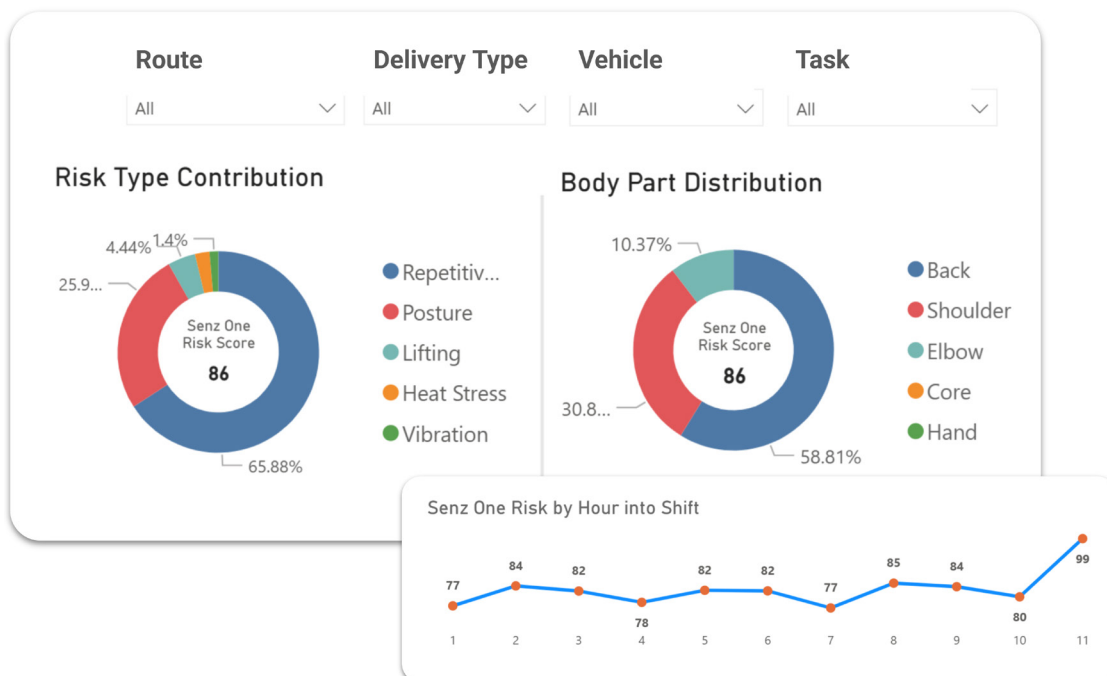 Route
Delivery Type
Vehicle
Task
All
All
All
All
Risk Type Contribution
4.44%
1.4%
25.9...
65.88%
Senz One
Risk Score
86
Repetitiv...
Posture
Lifting
Heat Stress
Vibration
Body Part Distribution
10.37%
30.8...
58.81%
Senz One
Risk Score
86
Back
Shoulder
Elbow
Core
Hand
Senz One Risk by Hour into Shift
77 84 82 78 82 82 77 85 84 80 99
1 2 3 4 5 6 7 8 9 10 11